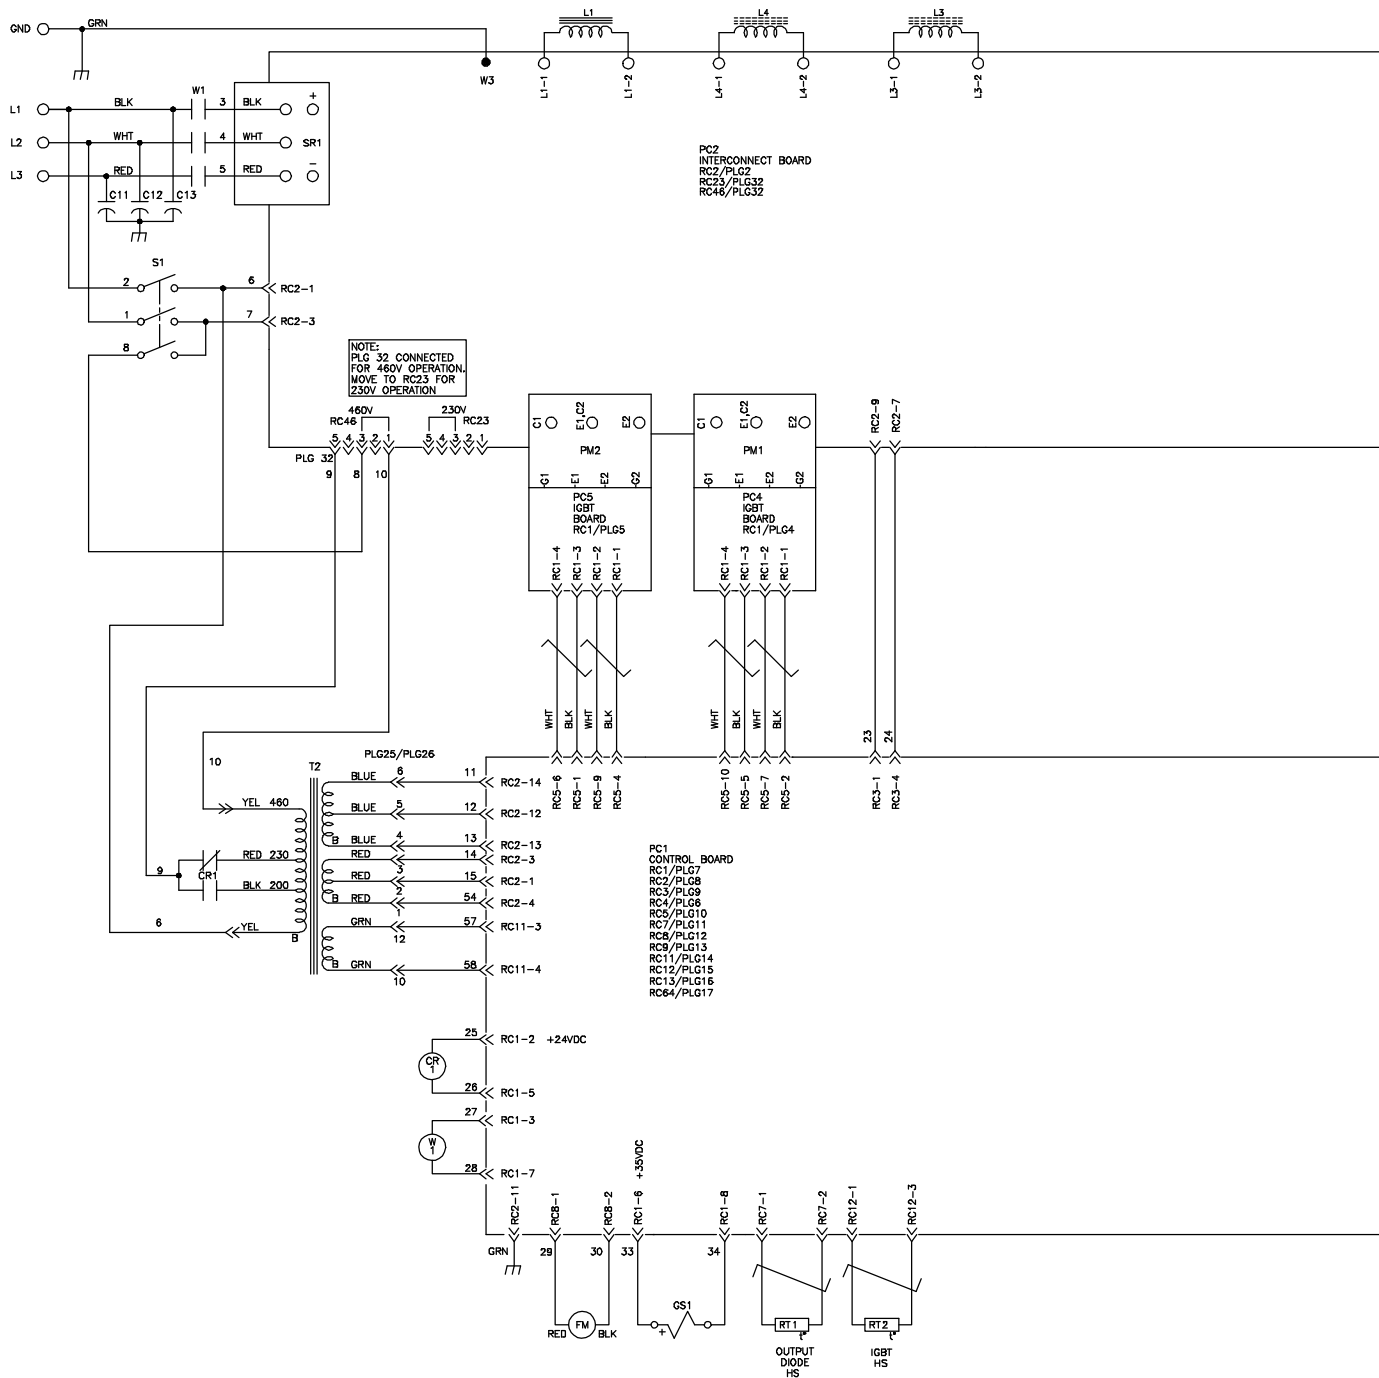 GND
GRN
W3
L1
L1-1
L1-2
L4
L4-1
L4-2
L3
L3-1
L3-2
L1
BLK
W1
3
BLK
+
L2
WHT
4
WHT
SR1
L3
RED
5
RED
-
C11
C12
C13
PC2
INTERCONNECT BOARD
RC2/PLG2
RC23/PLG32
RC46/PLG32
S1
2
6
RC2-1
1
7
RC2-3
8
NOTE:
PLG 32 CONNECTED
FOR 460V OPERATION.
MOVE TO RC23 FOR
230V OPERATION
460V
RC46
5 4 3 2 1
230V
RC23
5 4 3 2 1
PLG 32
9
8
10
C1
E1,C2
E2
PM2
G1
E1
E2
G2
PC5
IGBT
BOARD
RC1/PLG5
RC1-4
RC1-3
RC1-2
RC1-1
C1
E1,C2
E2
PM1
G1
E1
E2
G2
PC4
IGBT
BOARD
RC1/PLG4
RC1-4
RC1-3
RC1-2
RC1-1
RC2-9
RC2-7
WHT
BLK
WHT
BLK
WHT
BLK
WHT
BLK
23
24
RC5-6
RC5-1
RC5-9
RC5-4
RC5-10
RC5-5
RC5-7
RC5-2
RC3-1
RC3-4
10
T2
PLG25/PLG26
BLUE
6
11
RC2-14
YEL 460
BLUE
5
12
RC2-12
B
BLUE
4
13
RC2-13
RED 230
RED
14
RC2-3
9
CR1
RED
3
15
RC2-1
BLK 200
B
RED
2
54
RC2-4
6
YEL
B
GRN
1
12
57
RC11-3
B
GRN
10
58
RC11-4
PC1
CONTROL BOARD
RC1/PLG7
RC2/PLG8
RC3/PLG9
RC4/PLG6
RC5/PLG10
RC7/PLG11
RC8/PLG12
RC9/PLG13
RC11/PLG14
RC12/PLG15
RC13/PLG16
RC64/PLG17
25
RC1-2 +24VDC
CR
1
26
RC1-5
27
RC1-3
W
1
28
RC1-7
RC2-11
RC8-1
RC8-2
RC1-6 +35VDC
RC1-8
RC7-1
RC7-2
RC12-1
RC12-3
GRN
29
30
33
34
RED
FM
BLK
GS1
+
RT1
t°
OUTPUT
DIODE
HS
RT2
t°
IGBT
HS